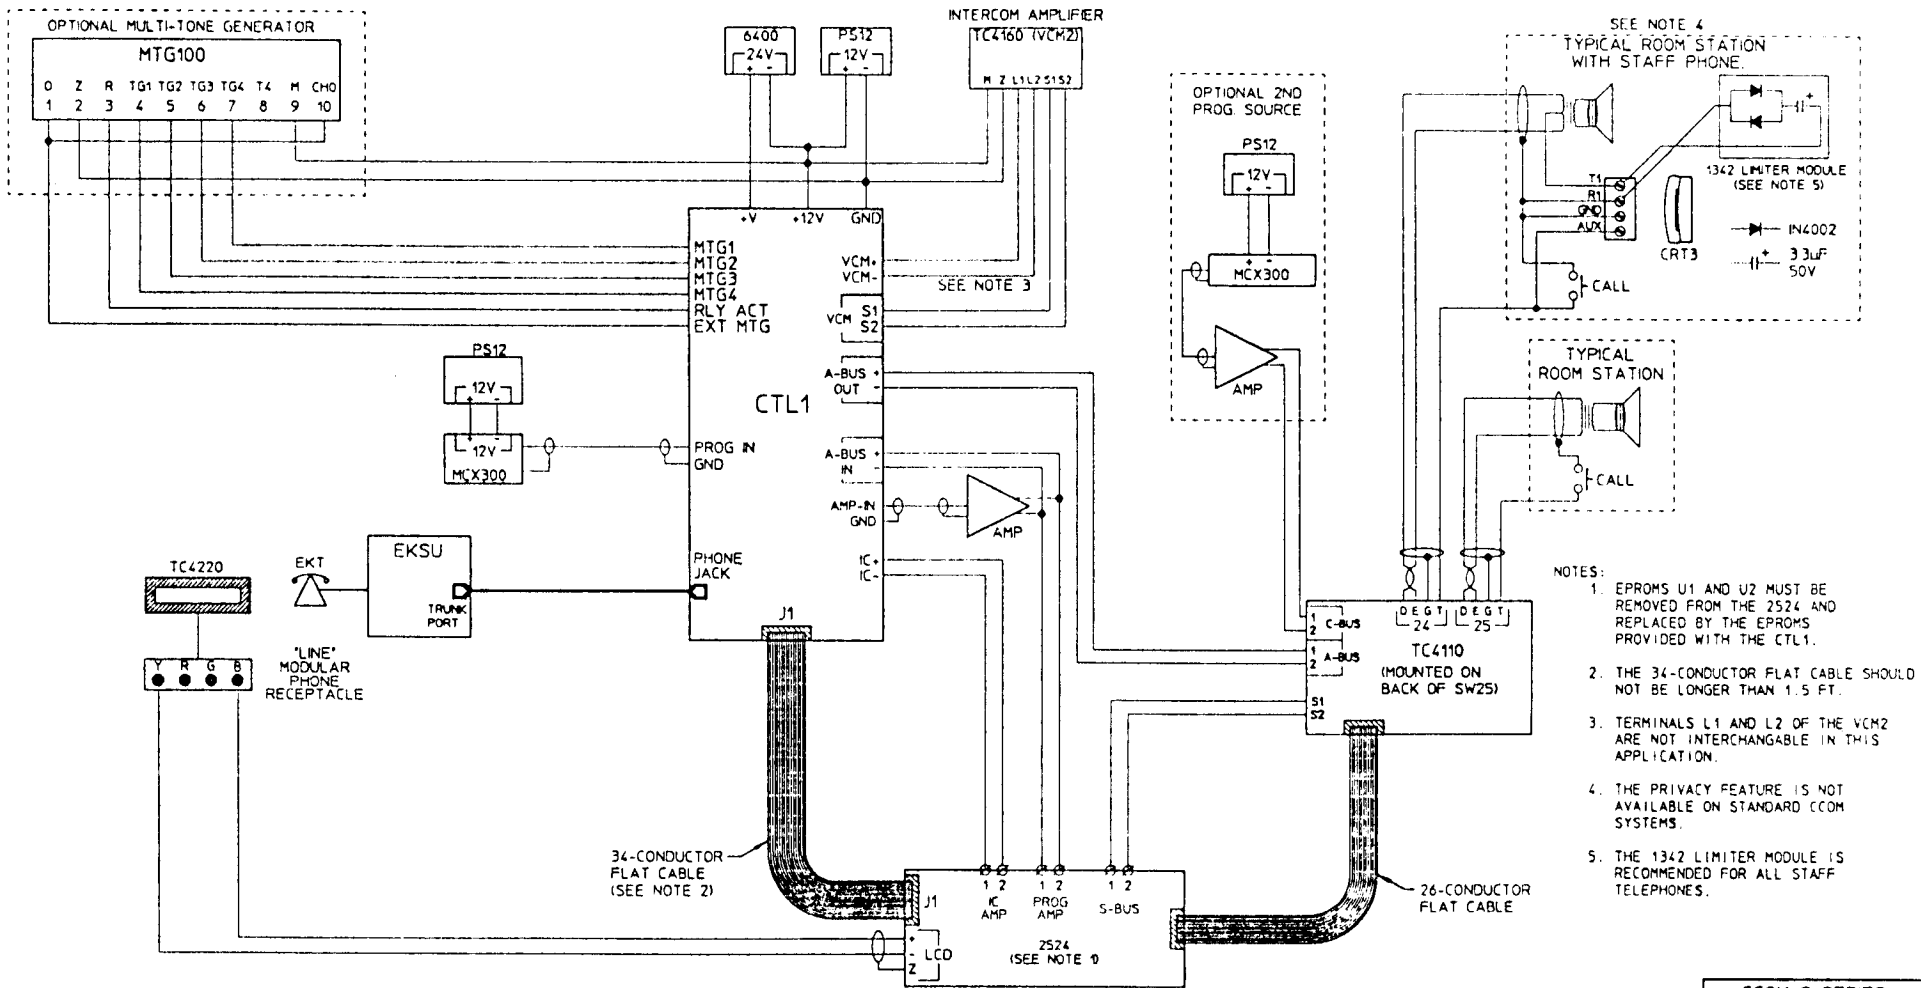 OPTIONAL MULTI-TONE GENERATOR
MTG100
O Z R TG1 TG2 TG3 TG4 T4 M CHO
1 2 3 4 5 6 7 8 9 10
6400
24V
+ -
PS12
12V
+ -
INTERCOM AMPLIFIER
TC4160 (VCM2)
M Z L1 L2 S1 S2
OPTIONAL 2ND
PROG. SOURCE
PS12
12V
+ -
+ -
MCX300
AMP
SEE NOTE 4
TYPICAL ROOM STATION
WITH STAFF PHONE.
+
1342 LIMITER MODULE
(SEE NOTE 5)
T1
R1
GND
AUX
CRT3
IN4002
+ 3.3uF
50V
CALL
TYPICAL
ROOM STATION
CALL
+V +12V GND
MTG1
MTG2
MTG3
MTG4
RLY ACT
EXT MTG
VCM+
VCM-
SEE NOTE 3
VCM S1
S2
A-BUS +
OUT -
CTL1
A-BUS +
IN -
AMP-IN
GND
AMP
IC+
IC-
PROG IN
GND
PHONE
JACK
J1
PS12
12V
+ -
+ -
12V
MCX300
TC4220
EKT
EKSU
TRUNK
PORT
Y R G B
"LINE"
MODULAR
PHONE
RECEPTACLE
34-CONDUCTOR
FLAT CABLE
(SEE NOTE 2)
J1
1 2 1 2 1 2
IC
AMP
PROG
AMP
S-BUS
+
- LCD
Z
2524
(SEE NOTE 1)
26-CONDUCTOR
FLAT CABLE
D E G T D E G T
24 25
1
2 C-BUS
1
2 A-BUS
TC4110
(MOUNTED ON
BACK OF SW25)
S1
S2
NOTES:
1. EPROMS U1 AND U2 MUST BE
REMOVED FROM THE 2524 AND
REPLACED BY THE EPROMS
PROVIDED WITH THE CTL1.
2. THE 34-CONDUCTOR FLAT CABLE SHOULD
NOT BE LONGER THAN 1.5 FT.
3. TERMINALS L1 AND L2 OF THE VCM2
ARE NOT INTERCHANGABLE IN THIS
APPLICATION.
4. THE PRIVACY FEATURE IS NOT
AVAILABLE ON STANDARD CCOM
SYSTEMS.
5. THE 1342 LIMITER MODULE IS
RECOMMENDED FOR ALL STAFF
TELEPHONES.